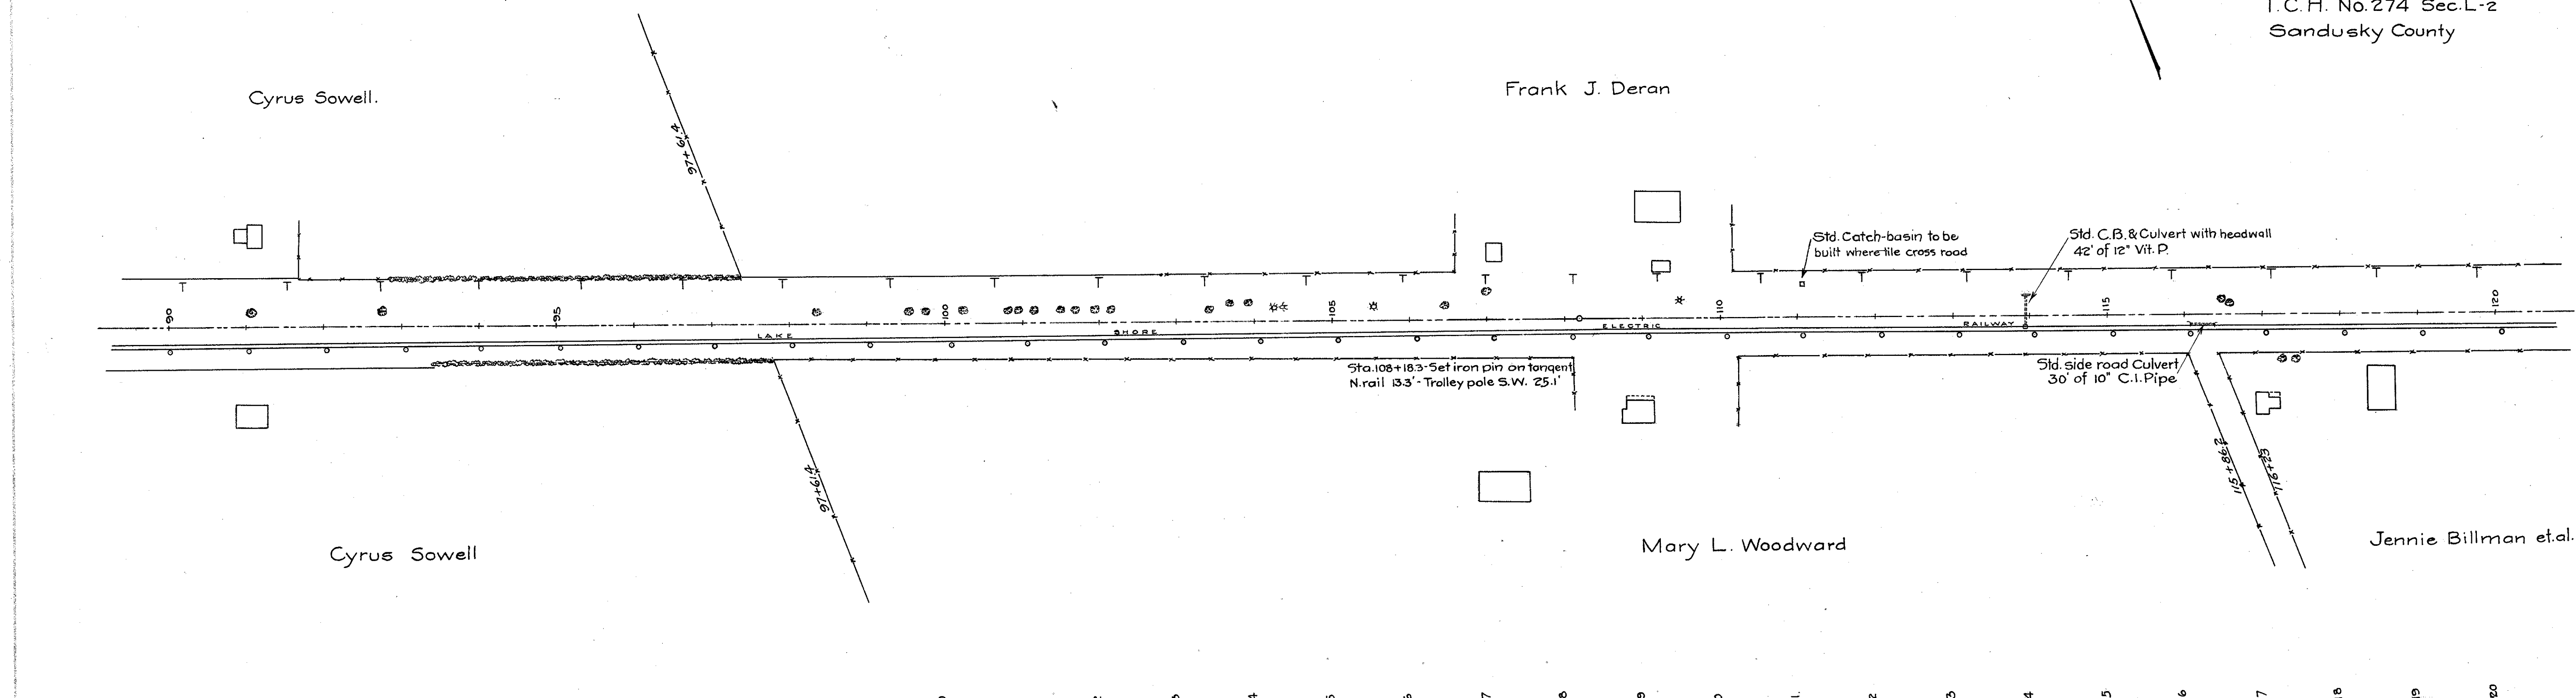 I.C.H. No. 274 Sec. L-2
Sandusky County
Cyrus Sowell.
Frank J. Deran
97+61.4
Std. Catch-basin to be
built where tile cross road
Std. C.B. & Culvert with headwall
42' of 12" Vit. P.
90
95
100
105
110
115
120
LAKE SHORE ELECTRIC RAILWAY
Sta. 108+18.3 - Set iron pin on tangent
N. rail 13.3' - Trolley pole S.W. 25.1'
Std. side road Culvert
30' of 10" C.I. Pipe
97+61.4
115+86.2
116+23
Cyrus Sowell
Mary L. Woodward
Jennie Billman et.al.